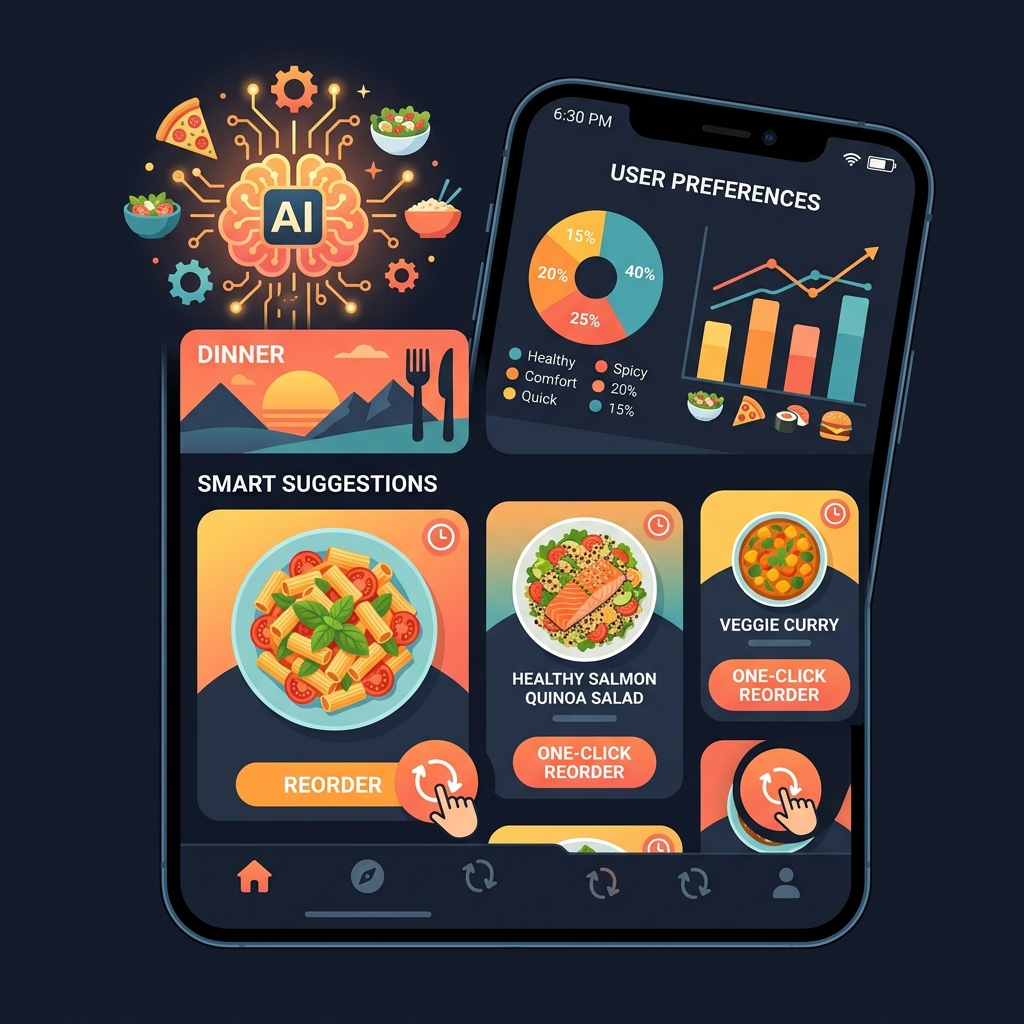 6:30 PM
USER PREFERENCES
AI
15%
40%
20%
25%
Healthy
Comfort
Quick
Spicy
20%
15%
DINNER
SMART SUGGESTIONS
REORDER
HEALTHY SALMON
QUINOA SALAD
ONE-CLICK
REORDER
VEGGIE CURRY
ONE-CLICK
REORDER